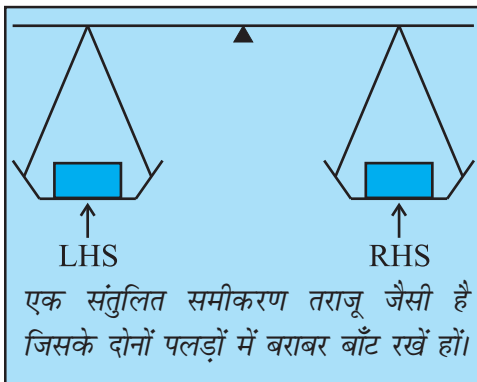 LHS RHS
एक संतुलित समीकरण तराजू जैसी है
जिसके दोनों पलड़ों में बराबर बाँट रखें हों।